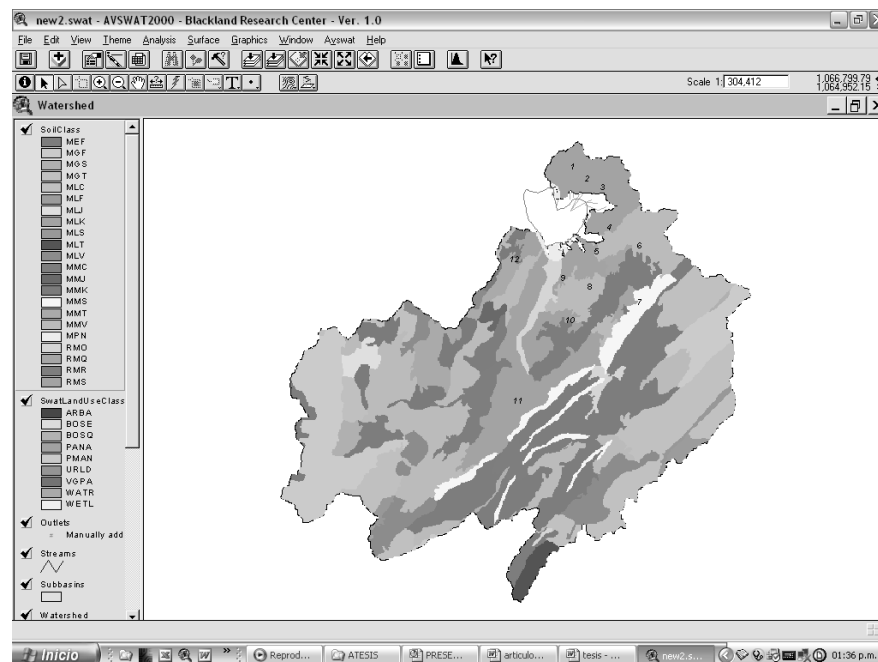 new2.swat - AVSWAT2000 - Blackland Research Center - Ver. 1.0
File Edit View Theme Analysis Surface Graphics Window Avswat Help
Scale 1: 304,412
1,066,799.79
1,064,952.15
Watershed
SoilClass
MEF
MGF
MGS
MGT
MLC
MLF
MLJ
MLK
MLS
MLT
MLV
MMC
MMJ
MMK
MMS
MMT
MMV
MPN
RMO
RMQ
RMR
RMS
SwatLandUseClass
ARBA
BOSE
BOSQ
PANA
PMAN
URLD
VGPA
WATR
WETL
Outlets
Manually add
Streams
Subbasins
Watershed
1
2
3
4
5
6
7
8
9
10
11
12
Inicio
Reprod...
ATESIS
PRESE...
articulo...
tesis - ...
new2.s...
01:36 p.m.